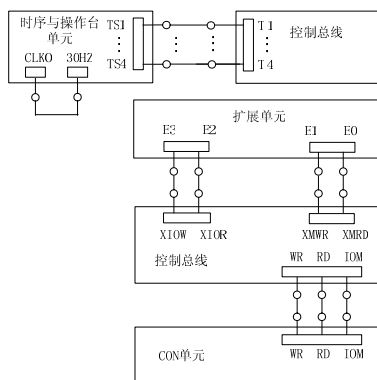 时序与操作台
单元
TS1
TS4
CLKO
30HZ
T1
T4
控制总线
扩展单元
E3
E2
E1
E0
XIOW
XIOR
XMWR
XMRD
控制总线
WR
RD
IOM
CON单元
WR
RD
IOM